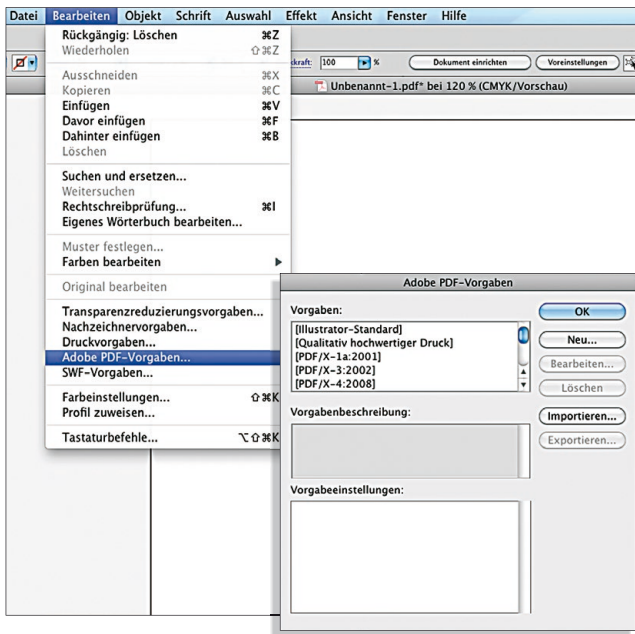 Datei Bearbeiten Objekt Schrift Auswahl Effekt Ansicht Fenster Hilfe
Rückgängig: Löschen ⌘Z
Wiederholen ⇧⌘Z
Ausschneiden ⌘X
Kopieren ⌘C
Einfügen ⌘V
Davor einfügen ⌘F
Dahinter einfügen ⌘B
Löschen
Suchen und ersetzen...
Weitersuchen
Rechtschreibprüfung... ⌘I
Eigenes Wörterbuch bearbeiten...
Muster festlegen...
Farben bearbeiten
Original bearbeiten
Transparenzreduzierungsvorgaben...
Nachzeichnervorgaben...
Druckvorgaben...
Adobe PDF-Vorgaben...
SWF-Vorgaben...
Farbeinstellungen... ⇧⌘K
Profil zuweisen...
Tastaturbefehle... ⌥⇧⌘K
kraft: 100 % Dokument einrichten Voreinstellungen
Unbenannt-1.pdf* bei 120 % (CMYK/Vorschau)
Adobe PDF-Vorgaben
Vorgaben:
[Illustrator-Standard]
[Qualitativ hochwertiger Druck]
[PDF/X-1a:2001]
[PDF/X-3:2002]
[PDF/X-4:2008]
Vorgabenbeschreibung:
Vorgabeeinstellungen:
OK
Neu...
Bearbeiten...
Löschen
Importieren...
Exportieren...